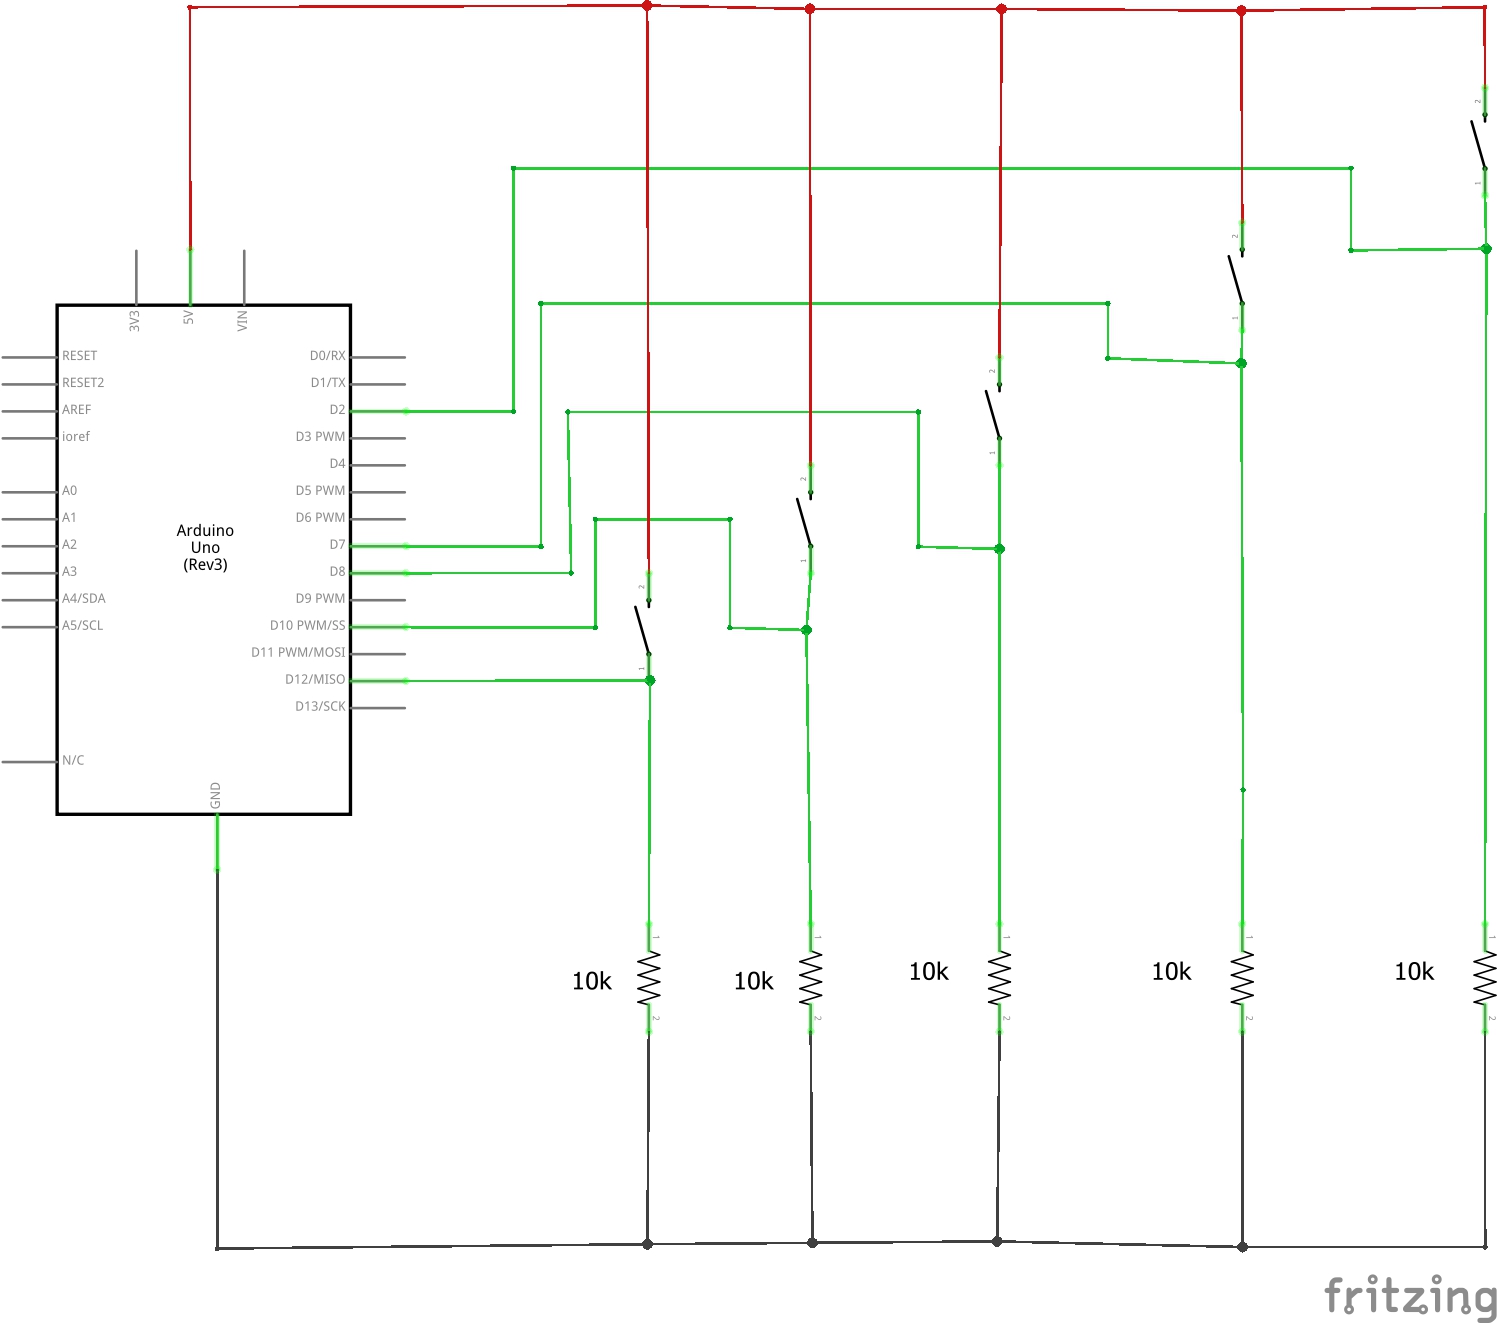 3V3
5V
VIN
RESET
RESET2
AREF
ioref
A0
A1
A2
A3
A4/SDA
A5/SCL
N/C
Arduino
Uno
(Rev3)
D0/RX
D1/TX
D2
D3 PWM
D4
D5 PWM
D6 PWM
D7
D8
D9 PWM
D10 PWM/SS
D11 PWM/MOSI
D12/MISO
D13/SCK
GND
2
1
2
1
2
1
2
1
2
1
10k
1
2
10k
1
2
10k
1
2
10k
1
2
10k
1
2
fritzing